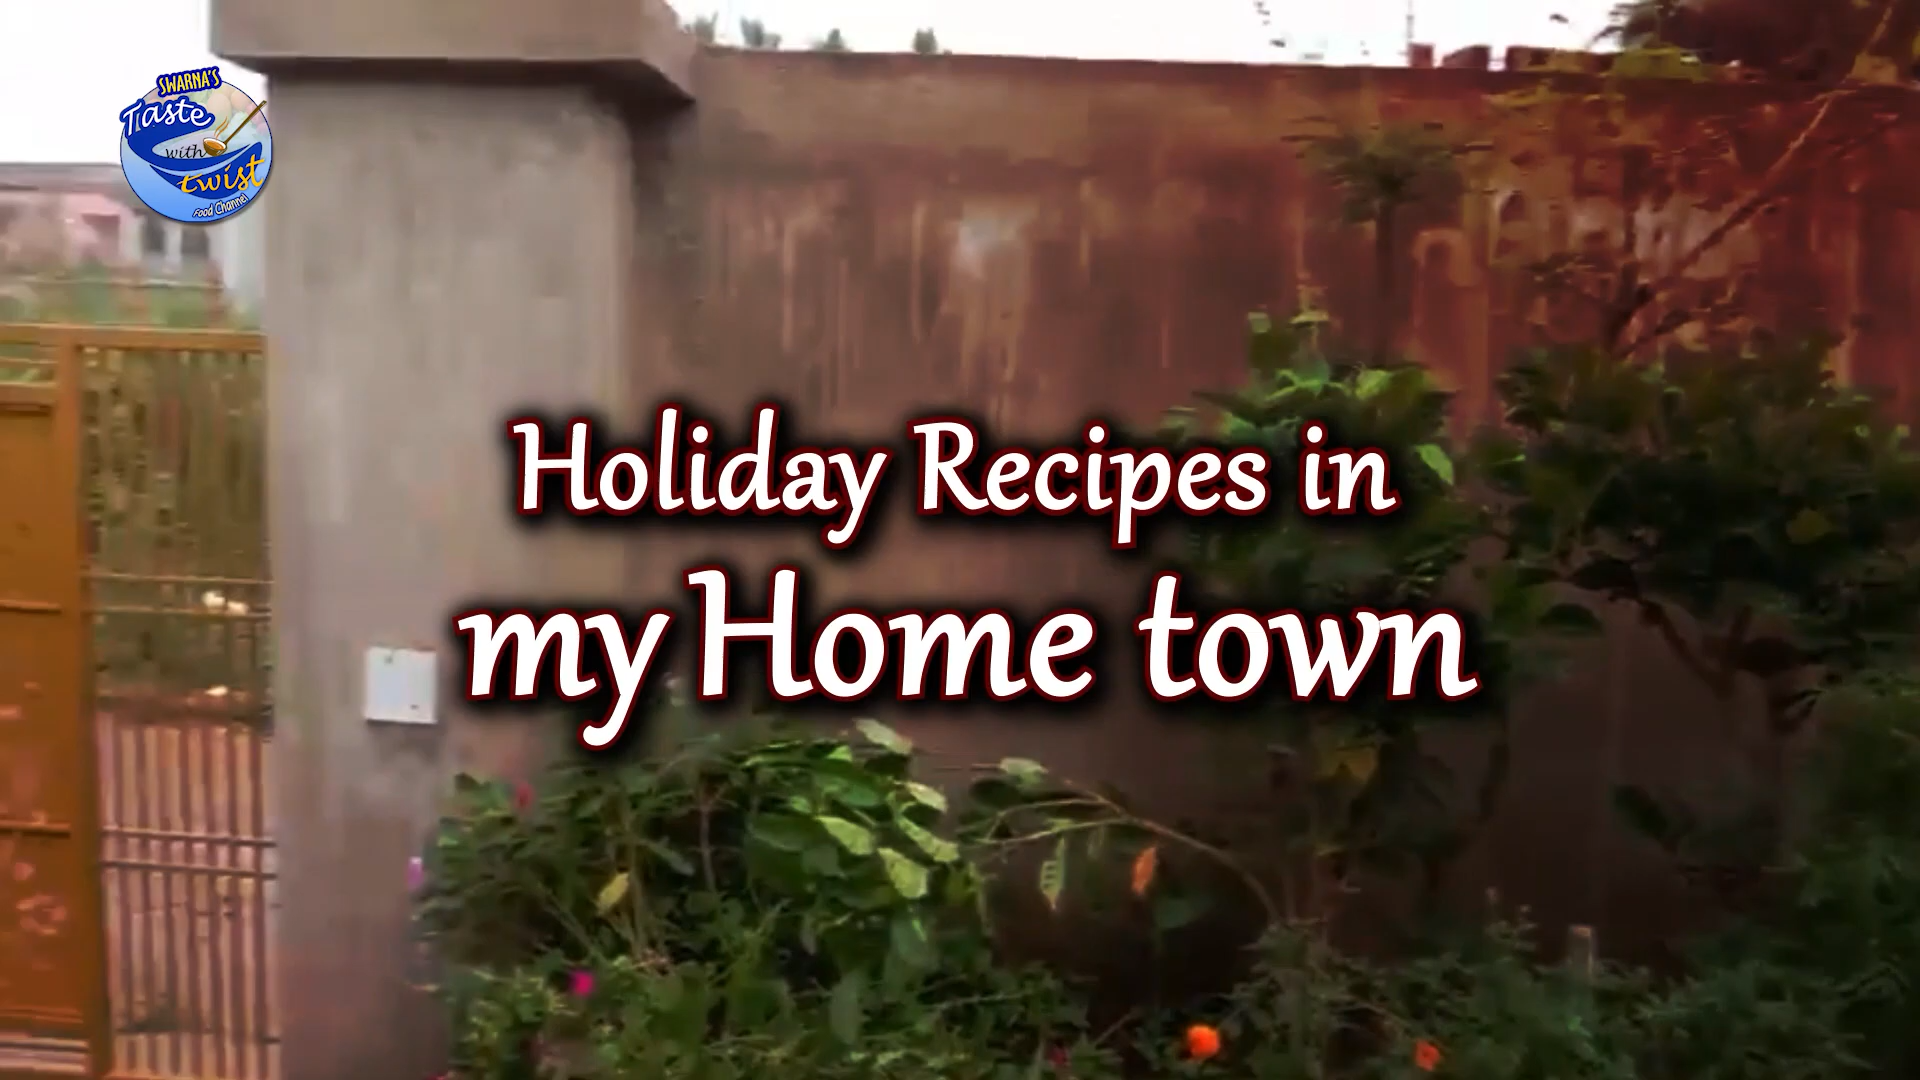 SWARNA'S
Taste
with
twist
Food Channel
Holiday Recipes in
my Home town